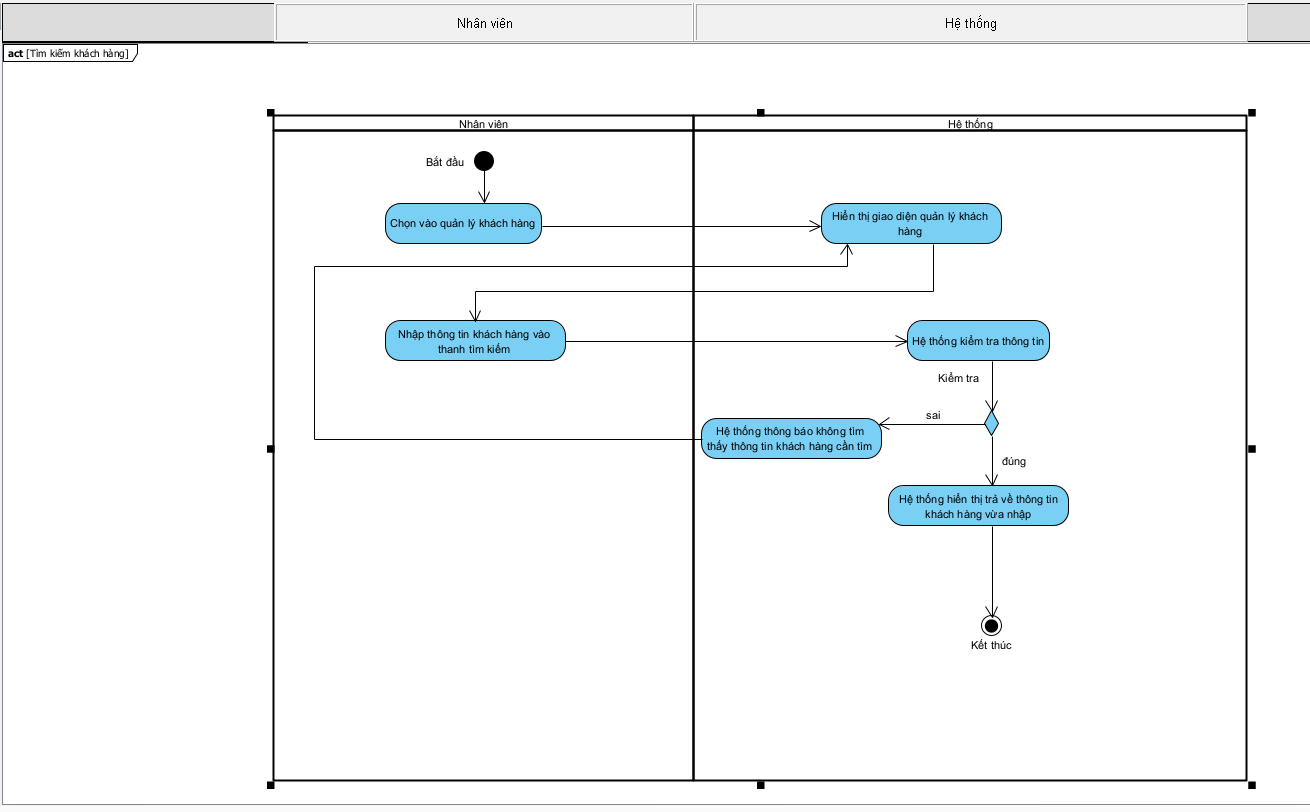 Nhân viên
Hệ thống
act [Tìm kiếm khách hàng]
Nhân viên
Hệ thống
Bắt đầu
Chọn vào quản lý khách hàng
Hiển thị giao diện quản lý khách
hàng
Nhập thông tin khách hàng vào
thanh tìm kiếm
Hệ thống kiểm tra thông tin
Kiểm tra
sai
Hệ thống thông báo không tìm
thấy thông tin khách hàng cần tìm
đúng
Hệ thống hiển thị trả về thông tin
khách hàng vừa nhập
Kết thúc